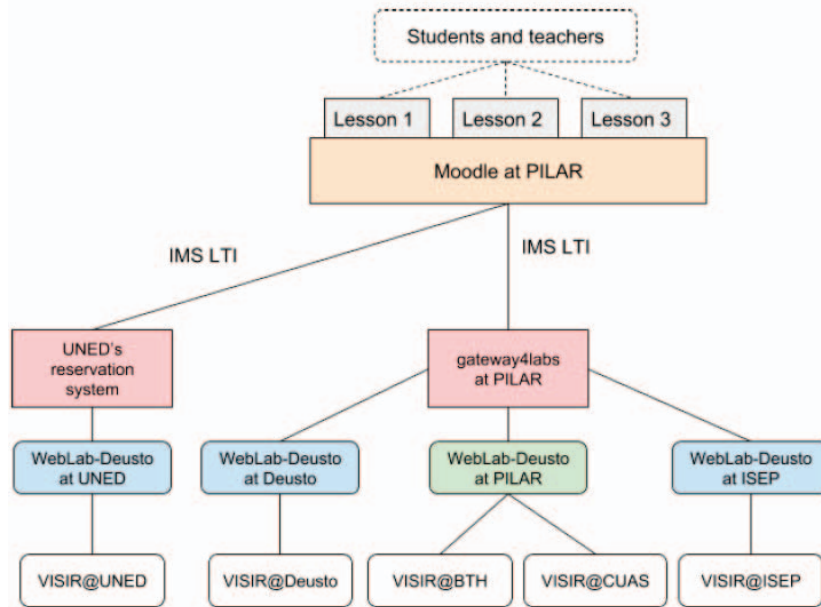 Students and teachers
Lesson 1
Lesson 2
Lesson 3
Moodle at PILAR
IMS LTI
IMS LTI
UNED's
reservation
system
gateway4labs
at PILAR
WebLab-Deusto
at UNED
WebLab-Deusto
at Deusto
WebLab-Deusto
at PILAR
WebLab-Deusto
at ISEP
VISIR@UNED
VISIR@Deusto
VISIR@BTH
VISIR@CUAS
VISIR@ISEP